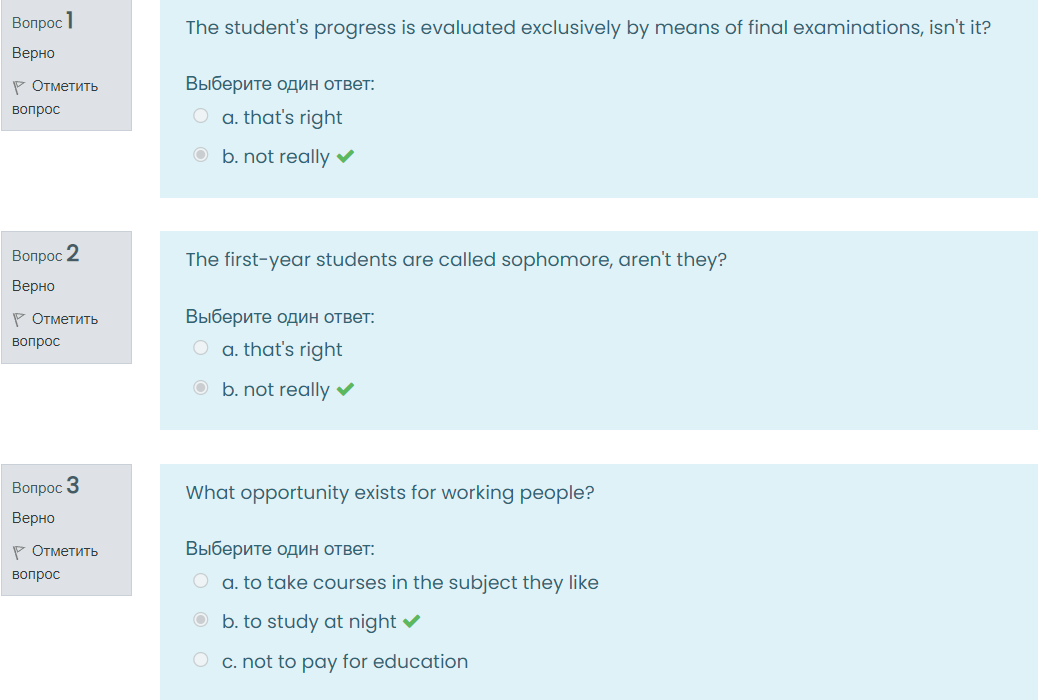 Вопрос 1
Верно
Отметить
вопрос
The student's progress is evaluated exclusively by means of final examinations, isn't it?
Выберите один ответ:
a. that's right
b. not really
Вопрос 2
Верно
Отметить
вопрос
The first-year students are called sophomore, aren't they?
Выберите один ответ:
a. that's right
b. not really
Вопрос 3
Верно
Отметить
вопрос
What opportunity exists for working people?
Выберите один ответ:
a. to take courses in the subject they like
b. to study at night
c. not to pay for education